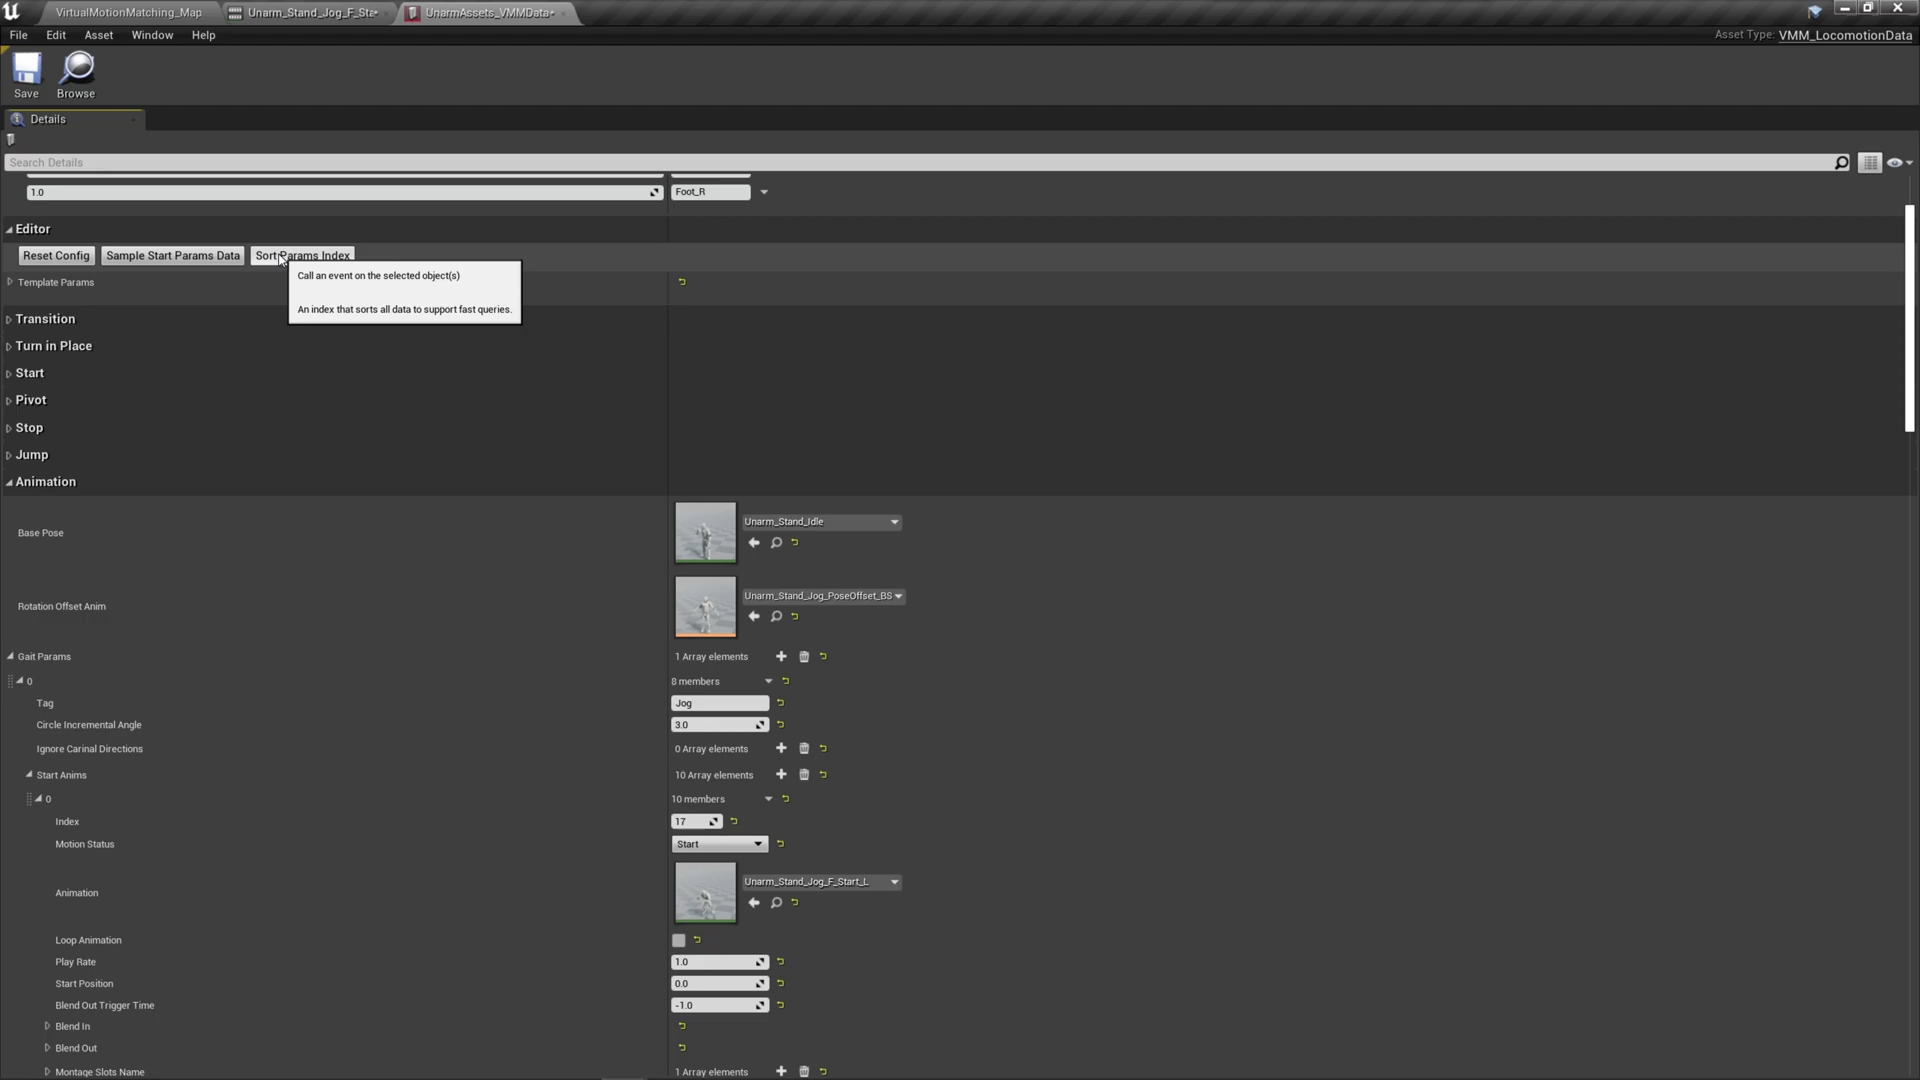 VirtualMotionMatching_Map
Unarm_Stand_Jog_F_Sta•
UnarmAssets_VMMData•
File Edit Asset Window Help
Asset Type: VMM_LocomotionData
Save Browse
Details
Search Details
1.0 Foot_R
Editor
Reset Config Sample Start Params Data Sort Params Index
Call an event on the selected object(s)
An index that sorts all data to support fast queries.
Template Params
Transition
Turn in Place
Start
Pivot
Stop
Jump
Animation
Base Pose Unarm_Stand_Idle
Rotation Offset Anim Unarm_Stand_Jog_PoseOffset_BS
Gait Params 1 Array elements
0 8 members
Tag Jog
Circle Incremental Angle 3.0
Ignore Carinal Directions 0 Array elements
Start Anims 10 Array elements
0 10 members
Index 17
Motion Status Start
Animation Unarm_Stand_Jog_F_Start_L
Loop Animation
Play Rate 1.0
Start Position 0.0
Blend Out Trigger Time -1.0
Blend In
Blend Out
Montage Slots Name 1 Array elements